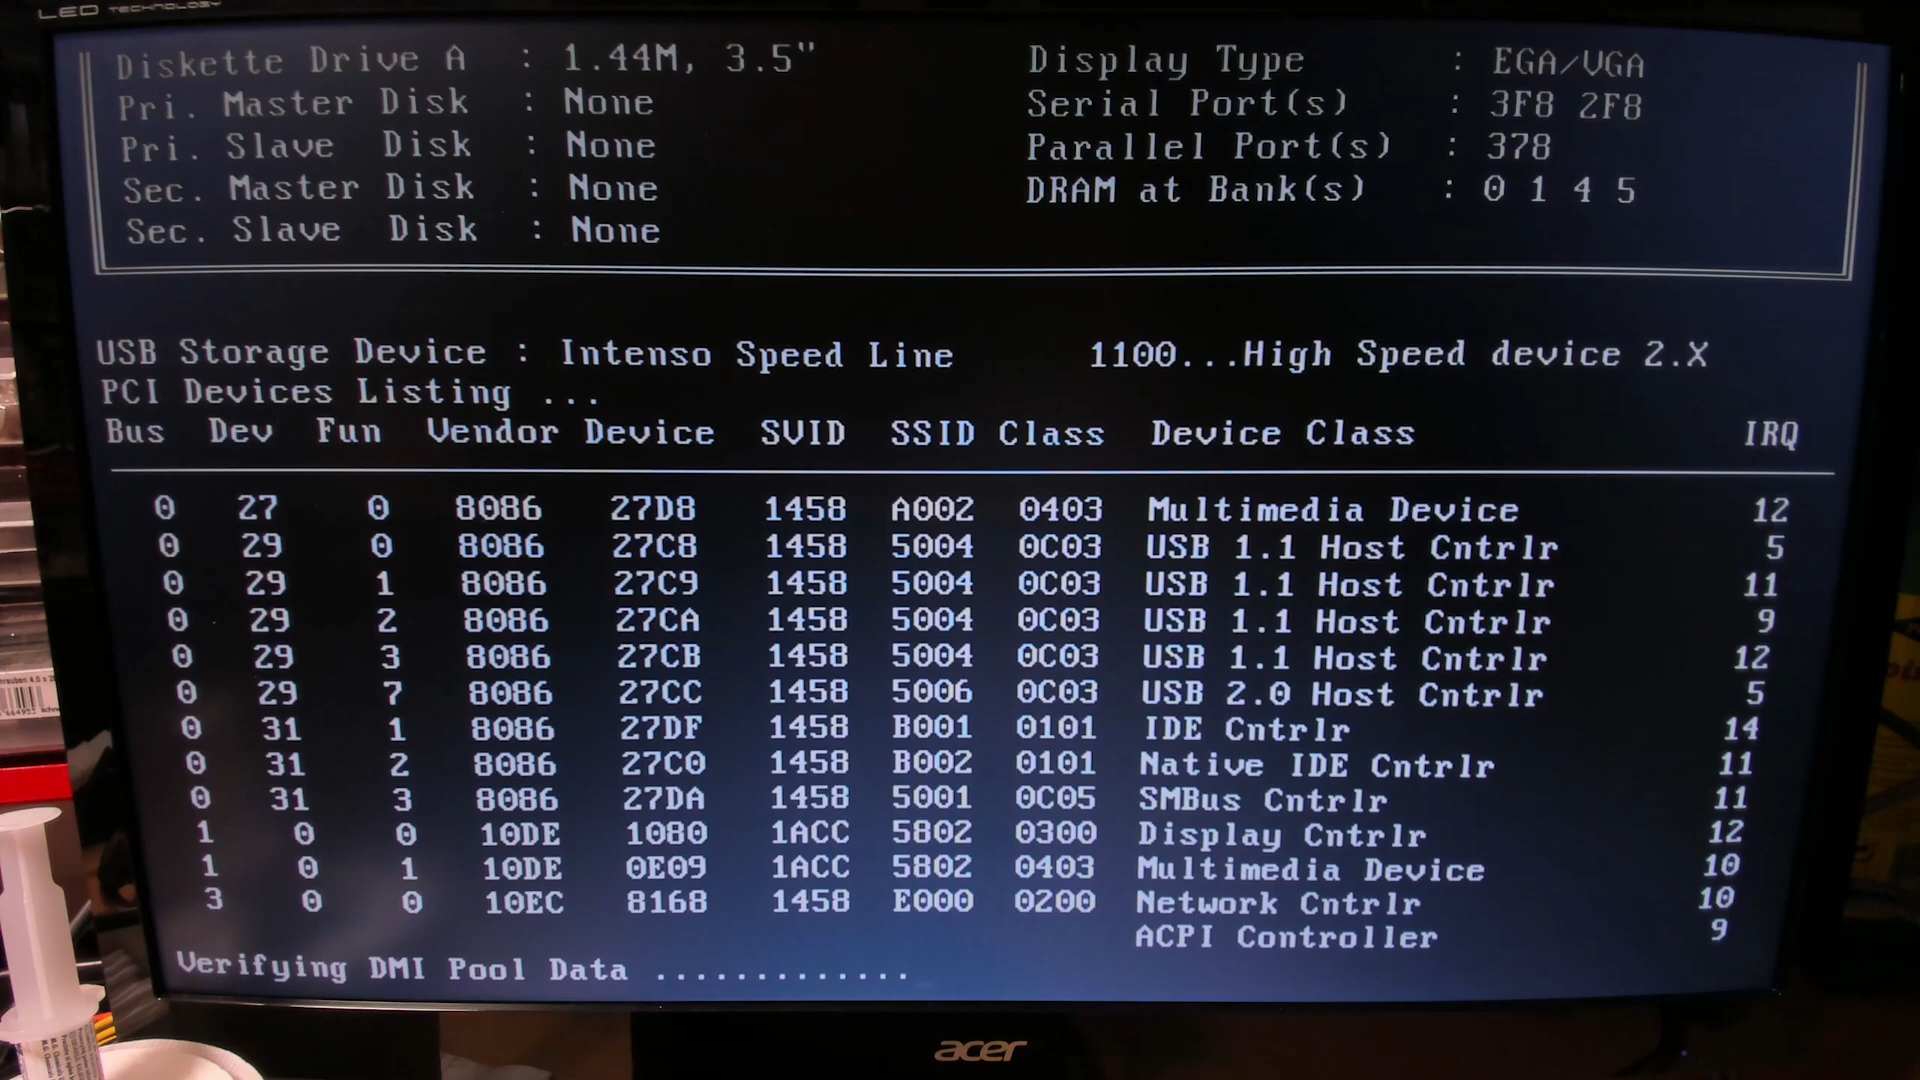 LED TECHNOLOGY
Diskette Drive A : 1.44M, 3.5" Display Type : EGA/VGA
Pri. Master Disk : None Serial Port(s) : 3F8 2F8
Pri. Slave Disk : None Parallel Port(s) : 378
Sec. Master Disk : None DRAM at Bank(s) : 0 1 4 5
Sec. Slave Disk : None
USB Storage Device : Intenso Speed Line 1100...High Speed device 2.X
PCI Devices Listing ...
Bus Dev Fun Vendor Device SVID SSID Class Device Class IRQ
0 27 0 8086 27D8 1458 A002 0403 Multimedia Device 12
0 29 0 8086 27C8 1458 5004 0C03 USB 1.1 Host Cntrlr 5
0 29 1 8086 27C9 1458 5004 0C03 USB 1.1 Host Cntrlr 11
0 29 2 8086 27CA 1458 5004 0C03 USB 1.1 Host Cntrlr 9
0 29 3 8086 27CB 1458 5004 0C03 USB 1.1 Host Cntrlr 12
0 29 7 8086 27CC 1458 5006 0C03 USB 2.0 Host Cntrlr 5
0 31 1 8086 27DF 1458 B001 0101 IDE Cntrlr 14
0 31 2 8086 27C0 1458 B002 0101 Native IDE Cntrlr 11
0 31 3 8086 27DA 1458 5001 0C05 SMBus Cntrlr 11
1 0 0 10DE 1080 1ACC 5802 0300 Display Cntrlr 12
1 0 1 10DE 0E09 1ACC 5802 0403 Multimedia Device 10
3 0 0 10EC 8168 1458 E000 0200 Network Cntrlr 10
ACPI Controller 9
Verifying DMI Pool Data .............
acer